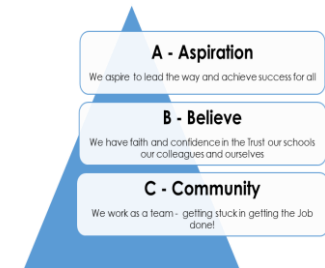 A - Aspiration
We aspire to lead the way and achieve success for all
B - Believe
We have faith and confidence in the Trust our schools
our colleagues and ourselves
C - Community
We work as a team - getting stuck in getting the Job
done!